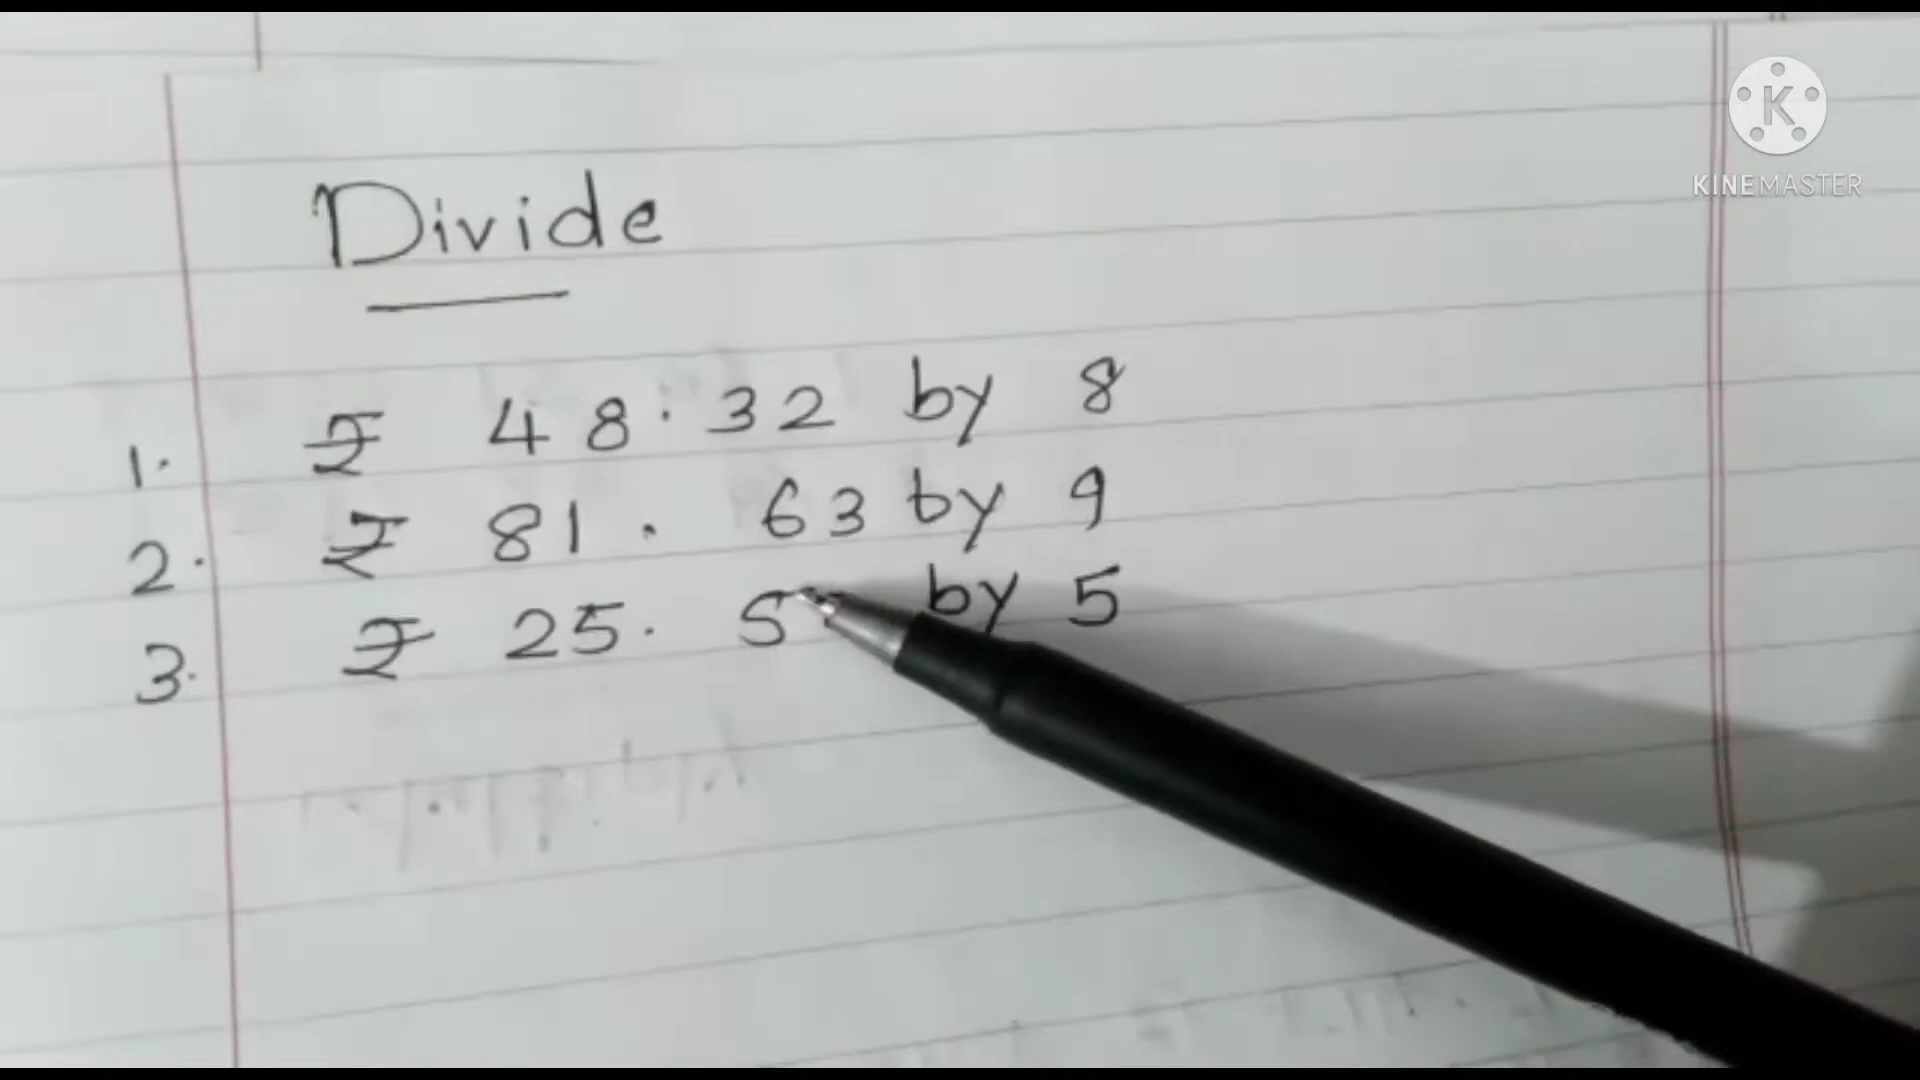 Divide
1. ₹ 48.32 by 8
2. ₹ 81.63 by 9
3. ₹ 25. 5 by 5
K
KINEMASTER